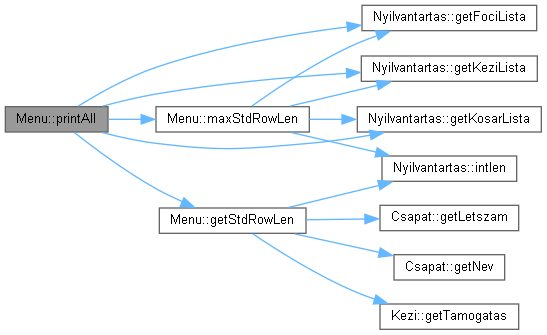 Nyilvantartas::getFociLista
Nyilvantartas::getKeziLista
Menu::printAll
Menu::maxStdRowLen
Nyilvantartas::getKosarLista
Nyilvantartas::intlen
Menu::getStdRowLen
Csapat::getLetszam
Csapat::getNev
Kezi::getTamogatas